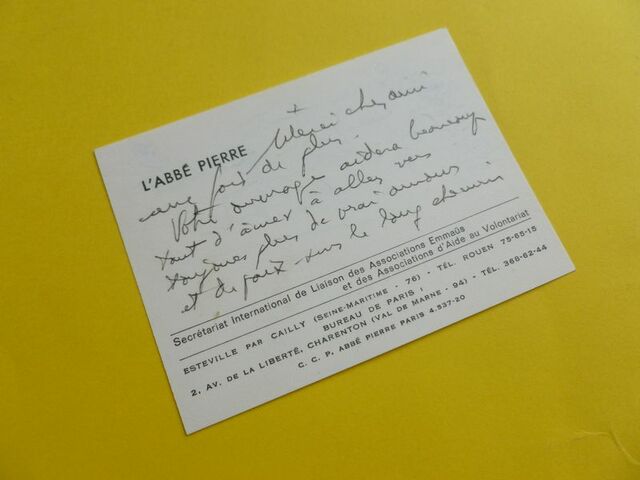 +
L'ABBÉ PIERRE Merci cher ami
cent fois de plus.
Votre ouvrage aidera beaucoup
tant d'âmes à aller vers
toujours plus de vrai amour
et de paix sur le long chemin
Secrétariat International de Liaison des Associations Emmaüs
et des Associations d'Aide au Volontariat
ESTEVILLE PAR CAILLY (SEINE-MARITIME - 76) - TÉL. ROUEN 75-65-15
BUREAU DE PARIS :
2, AV. DE LA LIBERTÉ, CHARENTON (VAL DE MARNE - 94) - TÉL. 368-62-44
C. C. P. ABBÉ PIERRE PARIS 4.537-20